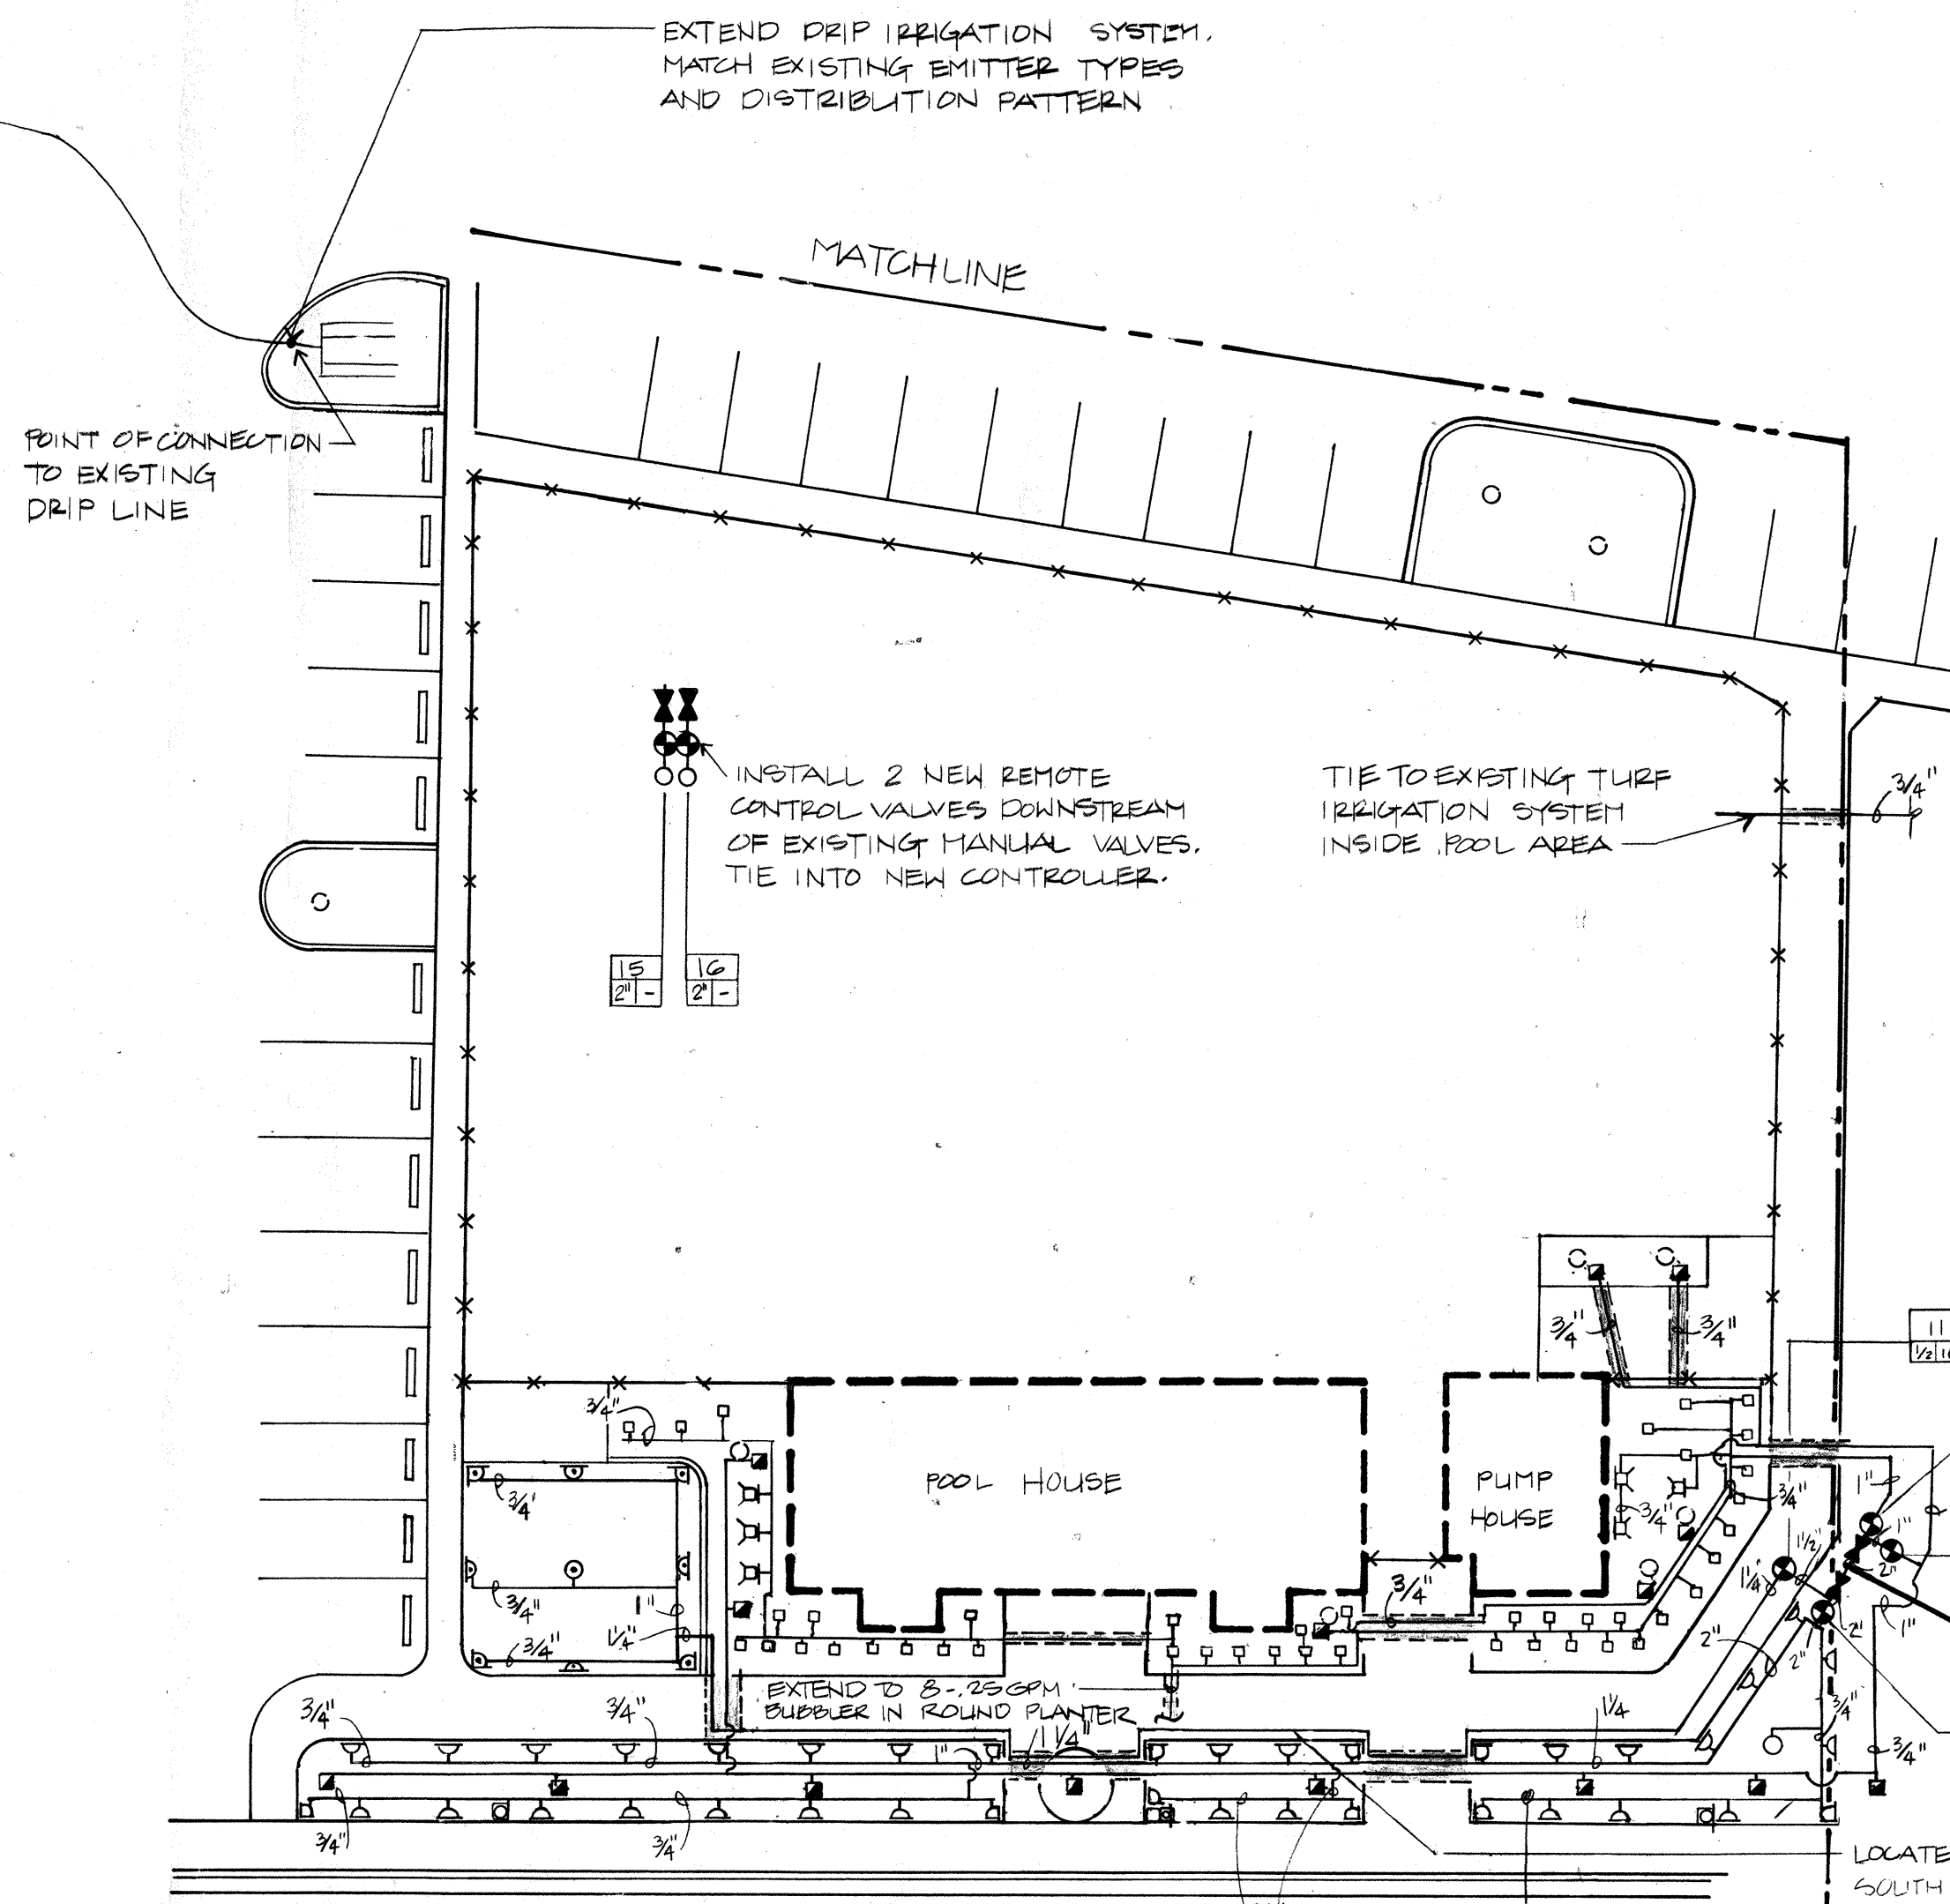 EXTEND DRIP IRRIGATION SYSTEM.
MATCH EXISTING EMITTER TYPES
AND DISTRIBUTION PATTERN
MATCHLINE
POINT OF CONNECTION
TO EXISTING
DRIP LINE
INSTALL 2 NEW REMOTE
CONTROL VALVES DOWNSTREAM
OF EXISTING MANUAL VALVES.
TIE INTO NEW CONTROLLER.
TIE TO EXISTING TURF
IRRIGATION SYSTEM
INSIDE POOL AREA
3/4"
15
2" -
16
2" -
3/4"
3/4"
11
1/2
3/4"
POOL HOUSE
PUMP
HOUSE
3/4"
3/4"
1"
3/4'
1"
1 1/2"
1 1/4"
2"
3/4"
3/4"
1"
1 1/4"
3/4"
2"
2"
2"
1"
EXTEND TO 8-.25 GPM
BUBBLER IN ROUND PLANTER
3/4"
3/4"
1 1/4"
1"
1 1/4
3/4"
3/4"
3/4"
3/4"
LOCATE
SOUTH